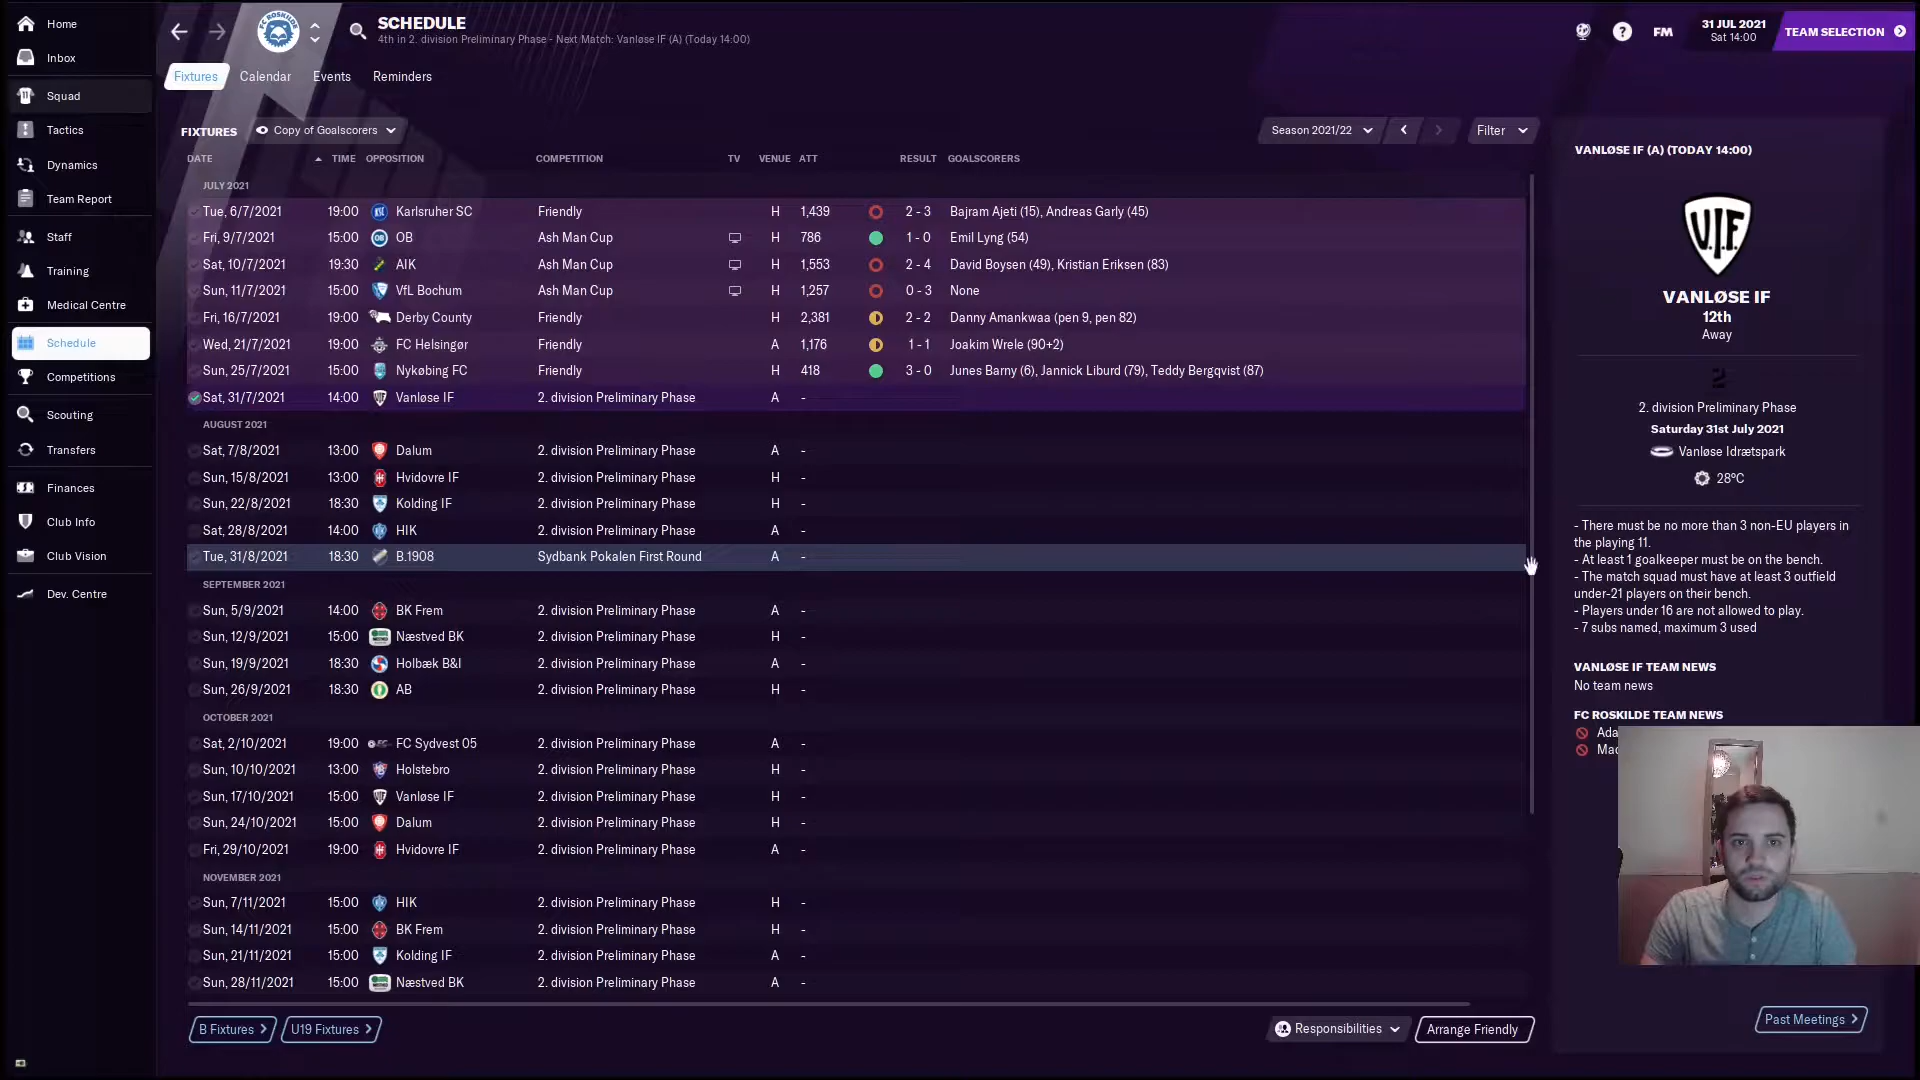 Home
Inbox
Squad
Tactics
Dynamics
Team Report
Staff
Training
Medical Centre
Schedule
Competitions
Scouting
Transfers
Finances
Club Info
Club Vision
Dev. Centre
FC ROSKILDE
SCHEDULE
4th in 2. division Preliminary Phase - Next Match: Vanløse IF (A) (Today 14:00)
FM
31 JUL 2021
Sat 14:00
TEAM SELECTION
Fixtures Calendar Events Reminders
FIXTURES Copy of Goalscorers Season 2021/22 Filter
DATE TIME OPPOSITION COMPETITION TV VENUE ATT RESULT GOALSCORERS
JULY 2021
Tue, 6/7/2021 19:00 Karlsruher SC Friendly H 1,439 2 - 3 Bajram Ajeti (15), Andreas Garly (45)
Fri, 9/7/2021 15:00 OB Ash Man Cup H 786 1 - 0 Emil Lyng (54)
Sat, 10/7/2021 19:30 AIK Ash Man Cup H 1,553 2 - 4 David Boysen (49), Kristian Eriksen (83)
Sun, 11/7/2021 15:00 VfL Bochum Ash Man Cup H 1,257 0 - 3 None
Fri, 16/7/2021 19:00 Derby County Friendly H 2,381 2 - 2 Danny Amankwaa (pen 9, pen 82)
Wed, 21/7/2021 19:00 FC Helsingør Friendly A 1,176 1 - 1 Joakim Wrele (90+2)
Sun, 25/7/2021 15:00 Nykøbing FC Friendly H 418 3 - 0 Junes Barny (6), Jannick Liburd (79), Teddy Bergqvist (87)
Sat, 31/7/2021 14:00 Vanløse IF 2. division Preliminary Phase A -
AUGUST 2021
Sat, 7/8/2021 13:00 Dalum 2. division Preliminary Phase A -
Sun, 15/8/2021 13:00 Hvidovre IF 2. division Preliminary Phase H -
Sun, 22/8/2021 18:30 Kolding IF 2. division Preliminary Phase H -
Sat, 28/8/2021 14:00 HIK 2. division Preliminary Phase A -
Tue, 31/8/2021 18:30 B.1908 Sydbank Pokalen First Round A -
SEPTEMBER 2021
Sun, 5/9/2021 14:00 BK Frem 2. division Preliminary Phase A -
Sun, 12/9/2021 15:00 Næstved BK 2. division Preliminary Phase H -
Sun, 19/9/2021 18:30 Holbæk B&I 2. division Preliminary Phase A -
Sun, 26/9/2021 18:30 AB 2. division Preliminary Phase H -
OCTOBER 2021
Sat, 2/10/2021 19:00 FC Sydvest 05 2. division Preliminary Phase A -
Sun, 10/10/2021 13:00 Holstebro 2. division Preliminary Phase H -
Sun, 17/10/2021 15:00 Vanløse IF 2. division Preliminary Phase H -
Sun, 24/10/2021 15:00 Dalum 2. division Preliminary Phase H -
Fri, 29/10/2021 19:00 Hvidovre IF 2. division Preliminary Phase A -
NOVEMBER 2021
Sun, 7/11/2021 15:00 HIK 2. division Preliminary Phase H -
Sun, 14/11/2021 15:00 BK Frem 2. division Preliminary Phase H -
Sun, 21/11/2021 15:00 Kolding IF 2. division Preliminary Phase A -
Sun, 28/11/2021 15:00 Næstved BK 2. division Preliminary Phase A -
B Fixtures U19 Fixtures Responsibilities Arrange Friendly
VANLØSE IF (A) (TODAY 14:00)
V.I.F.
VANLØSE IF
12th
Away
2. division Preliminary Phase
Saturday 31st July 2021
Vanløse Idrætspark
28°C
- There must be no more than 3 non-EU players in
the playing 11.
- At least 1 goalkeeper must be on the bench.
- The match squad must have at least 3 outfield
under-21 players on their bench.
- Players under 16 are not allowed to play.
- 7 subs named, maximum 3 used
VANLØSE IF TEAM NEWS
No team news
FC ROSKILDE TEAM NEWS
Ada
Past Meetings